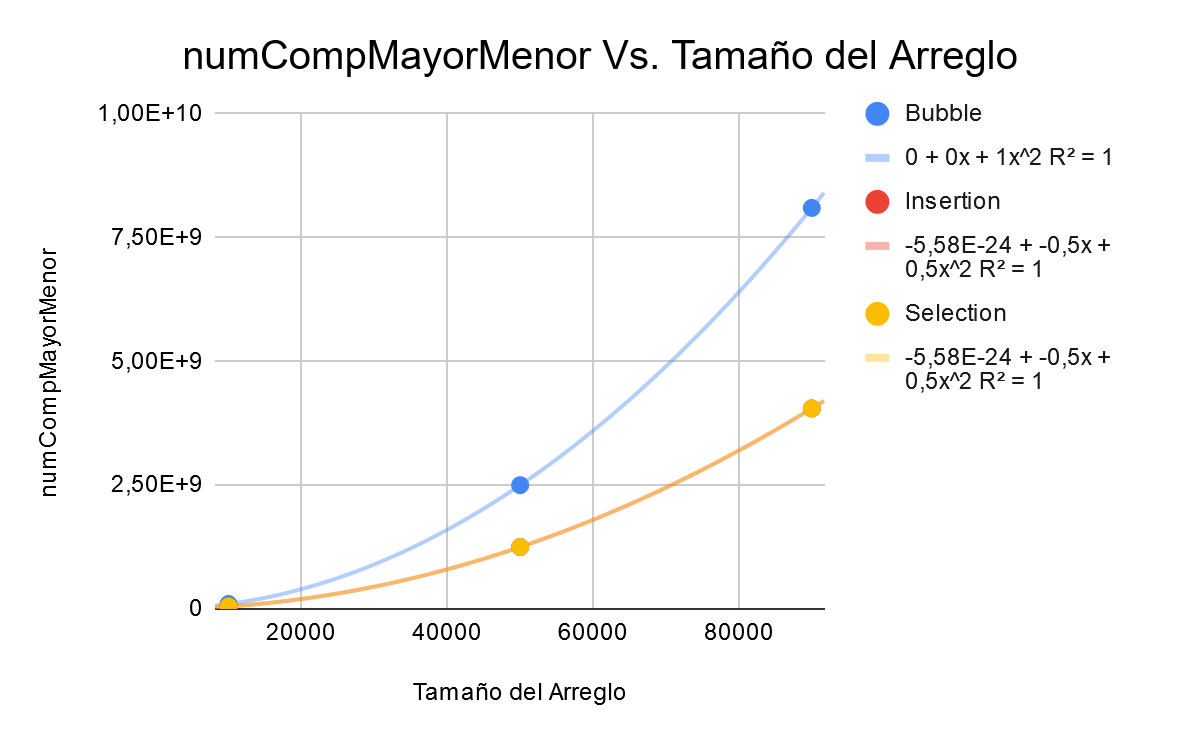 numCompMayorMenor Vs. Tamaño del Arreglo
1,00E+10
7,50E+9
5,00E+9
2,50E+9
0
numCompMayorMenor
20000
40000
60000
80000
Tamaño del Arreglo
Bubble
0 + 0x + 1x^2 R² = 1
Insertion
-5,58E-24 + -0,5x +
0,5x^2 R² = 1
Selection
-5,58E-24 + -0,5x +
0,5x^2 R² = 1